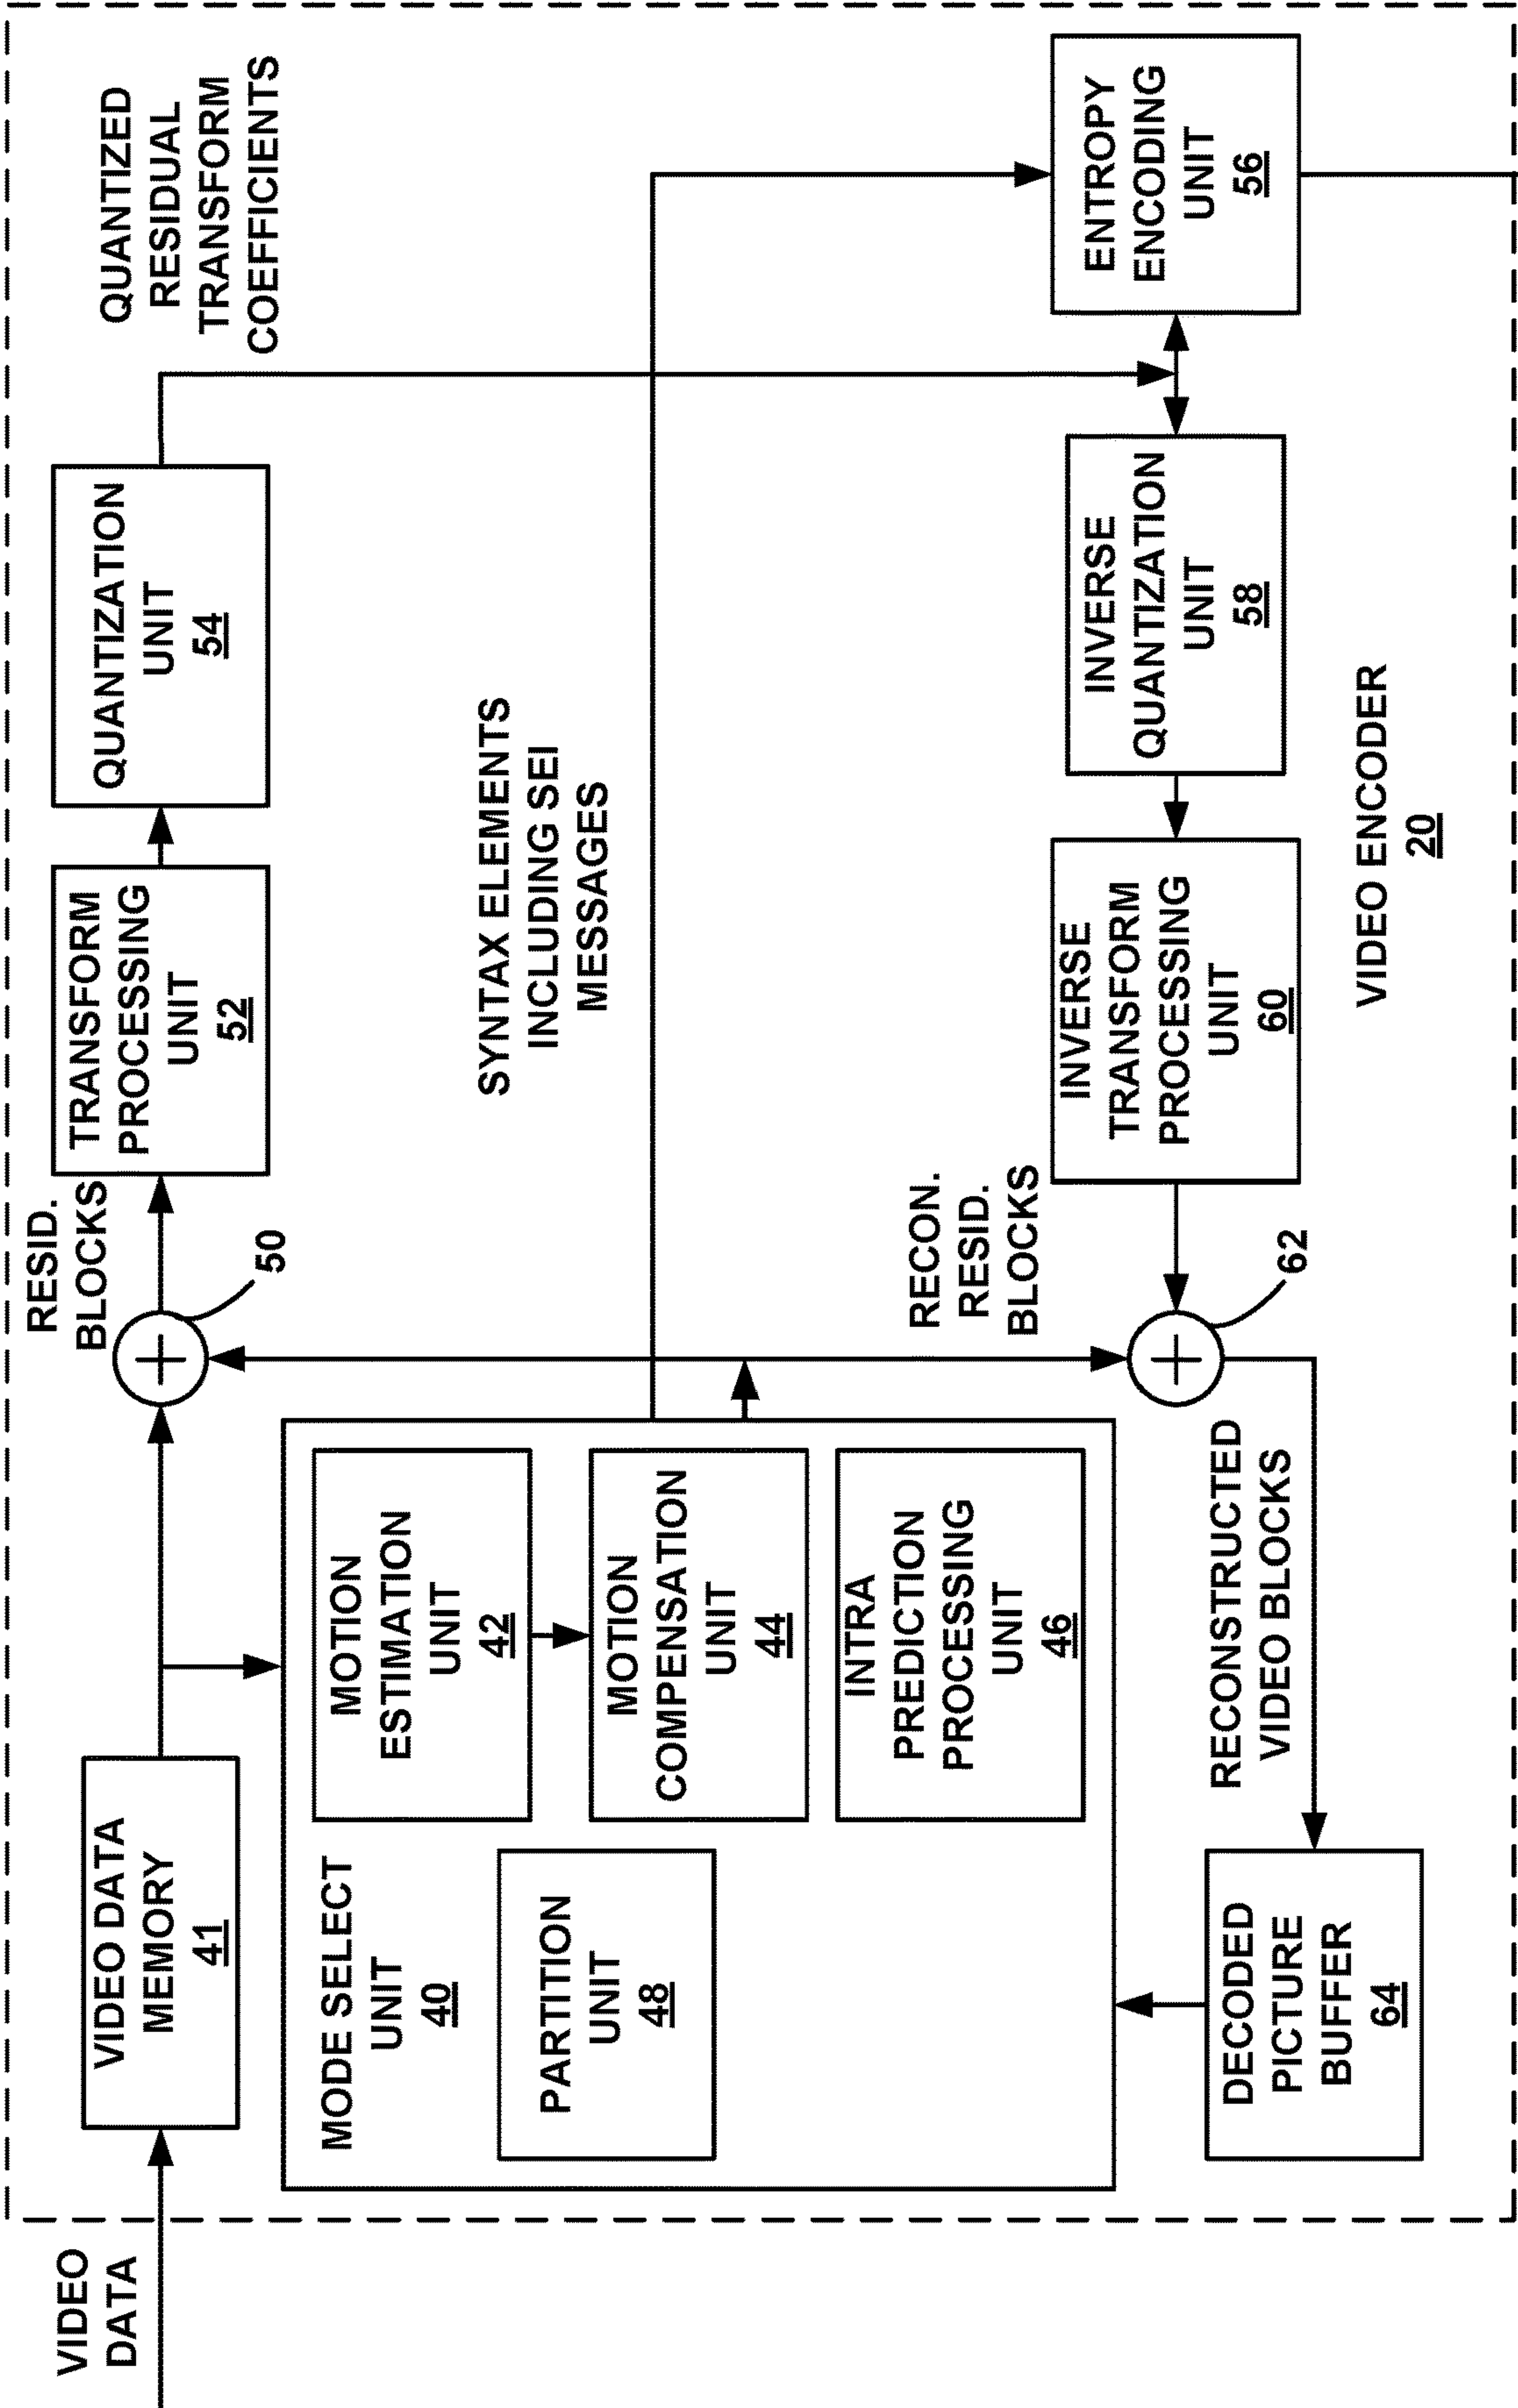 VIDEO
DATA
VIDEO DATA
MEMORY
41
RESID.
BLOCKS
50
TRANSFORM
PROCESSING
UNIT
52
QUANTIZATION
UNIT
54
QUANTIZED
RESIDUAL
TRANSFORM
COEFFICIENTS
MODE SELECT
UNIT
40
PARTITION
UNIT
48
MOTION
ESTIMATION
UNIT
42
MOTION
COMPENSATION
UNIT
44
INTRA
PREDICTION
PROCESSING
UNIT
46
SYNTAX ELEMENTS
INCLUDING SEI
MESSAGES
RECON.
RESID.
BLOCKS
62
INVERSE
TRANSFORM
PROCESSING
UNIT
60
INVERSE
QUANTIZATION
UNIT
58
ENTROPY
ENCODING
UNIT
56
DECODED
PICTURE
BUFFER
64
RECONSTRUCTED
VIDEO BLOCKS
VIDEO ENCODER
20